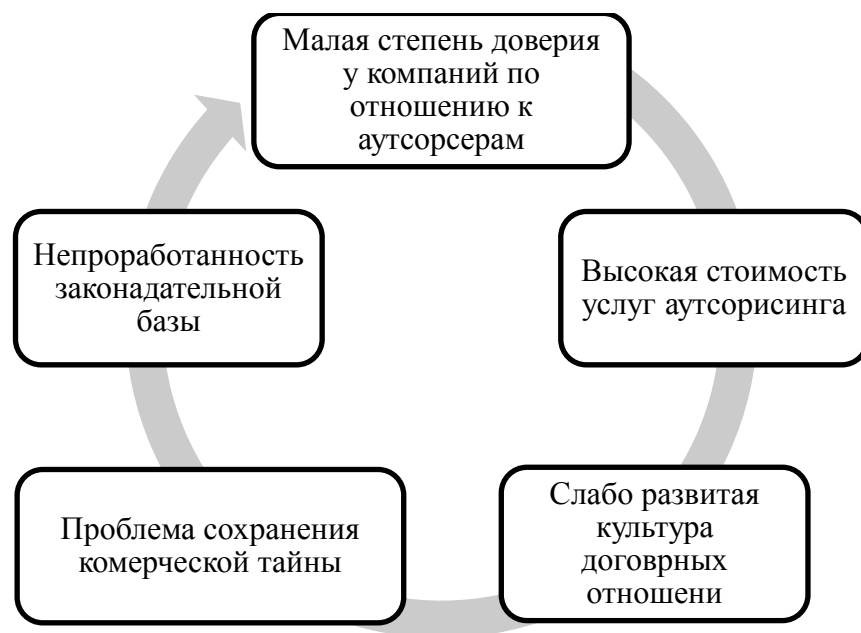 Малая степень доверия
у компаний по
отношению к
аутсорсерам
Высокая стоимость
услуг аутсорисинга
Слабо развитая
культура
договрных
отношени
Проблема сохранения
комерческой тайны
Непроработанность
законадательной
базы